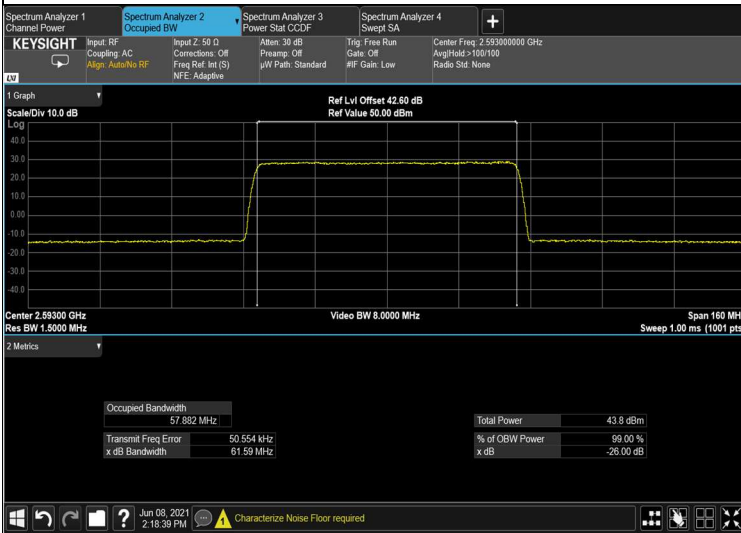 Spectrum Analyzer 1
Channel Power
Spectrum Analyzer 2
Occupied BW
Spectrum Analyzer 3
Power Stat CCDF
Spectrum Analyzer 4
Swept SA
KEYSIGHT
LXI
Input: RF
Coupling: AC
Align: Auto/No RF
Input Z: 50 Ω
Corrections: Off
Freq Ref: Int (S)
NFE: Adaptive
Atten: 30 dB
Preamp: Off
µW Path: Standard
Trig: Free Run
Gate: Off
#IF Gain: Low
Center Freq: 2.593000000 GHz
Avg|Hold:>100/100
Radio Std: None
1 Graph
Scale/Div 10.0 dB
Ref Lvl Offset 42.60 dB
Ref Value 50.00 dBm
Log
40.0
30.0
20.0
10.0
0.00
-10.0
-20.0
-30.0
-40.0
Center 2.59300 GHz
Res BW 1.5000 MHz
Video BW 8.0000 MHz
Span 160 MH
Sweep 1.00 ms (1001 pts
2 Metrics
Occupied Bandwidth
57.882 MHz
Transmit Freq Error 50.554 kHz
x dB Bandwidth 61.59 MHz
Total Power 43.8 dBm
% of OBW Power 99.00 %
x dB -26.00 dB
Jun 08, 2021
2:18:39 PM
Characterize Noise Floor required